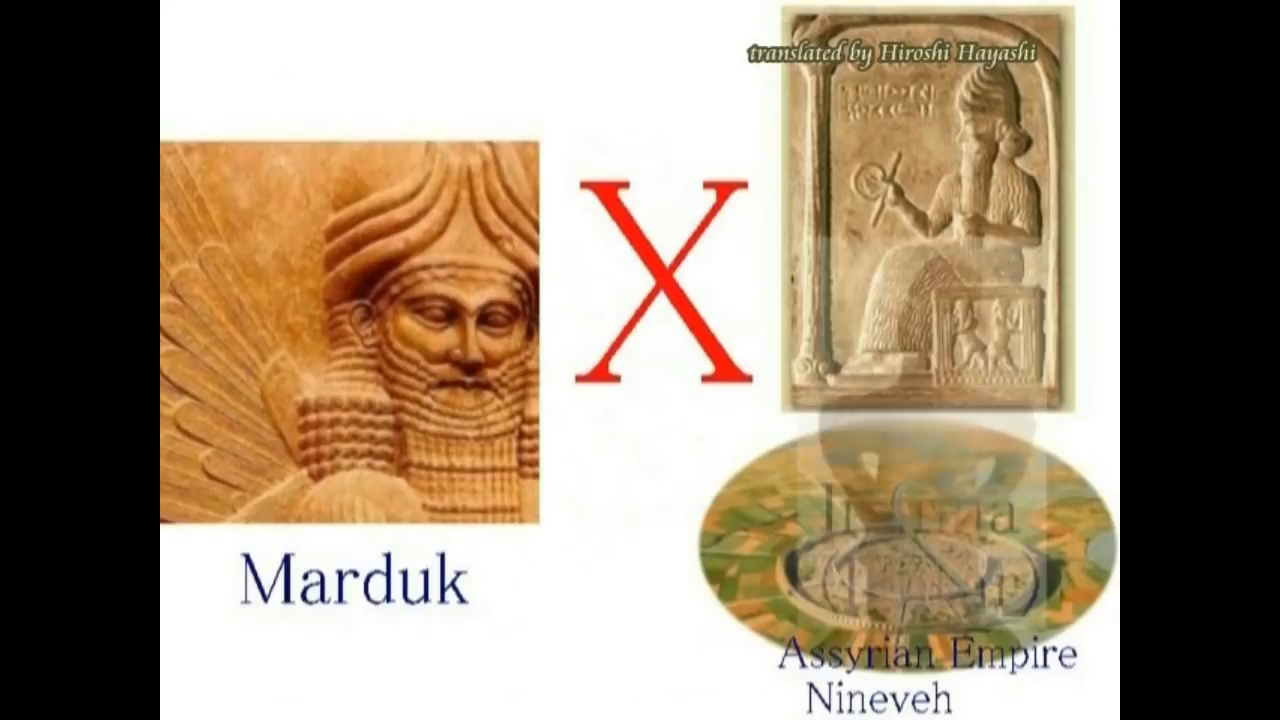 translated by Hiroshi Hayashi
X
Marduk
Assyrian Empire
Nineveh